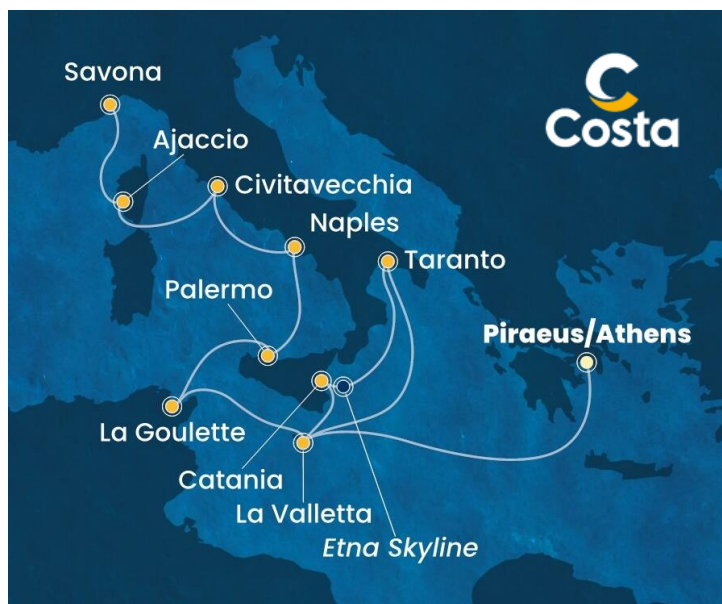 Savona
Costa
Ajaccio
Civitavecchia
Naples
Taranto
Palermo
Piraeus/Athens
La Goulette
Catania
La Valletta
Etna Skyline